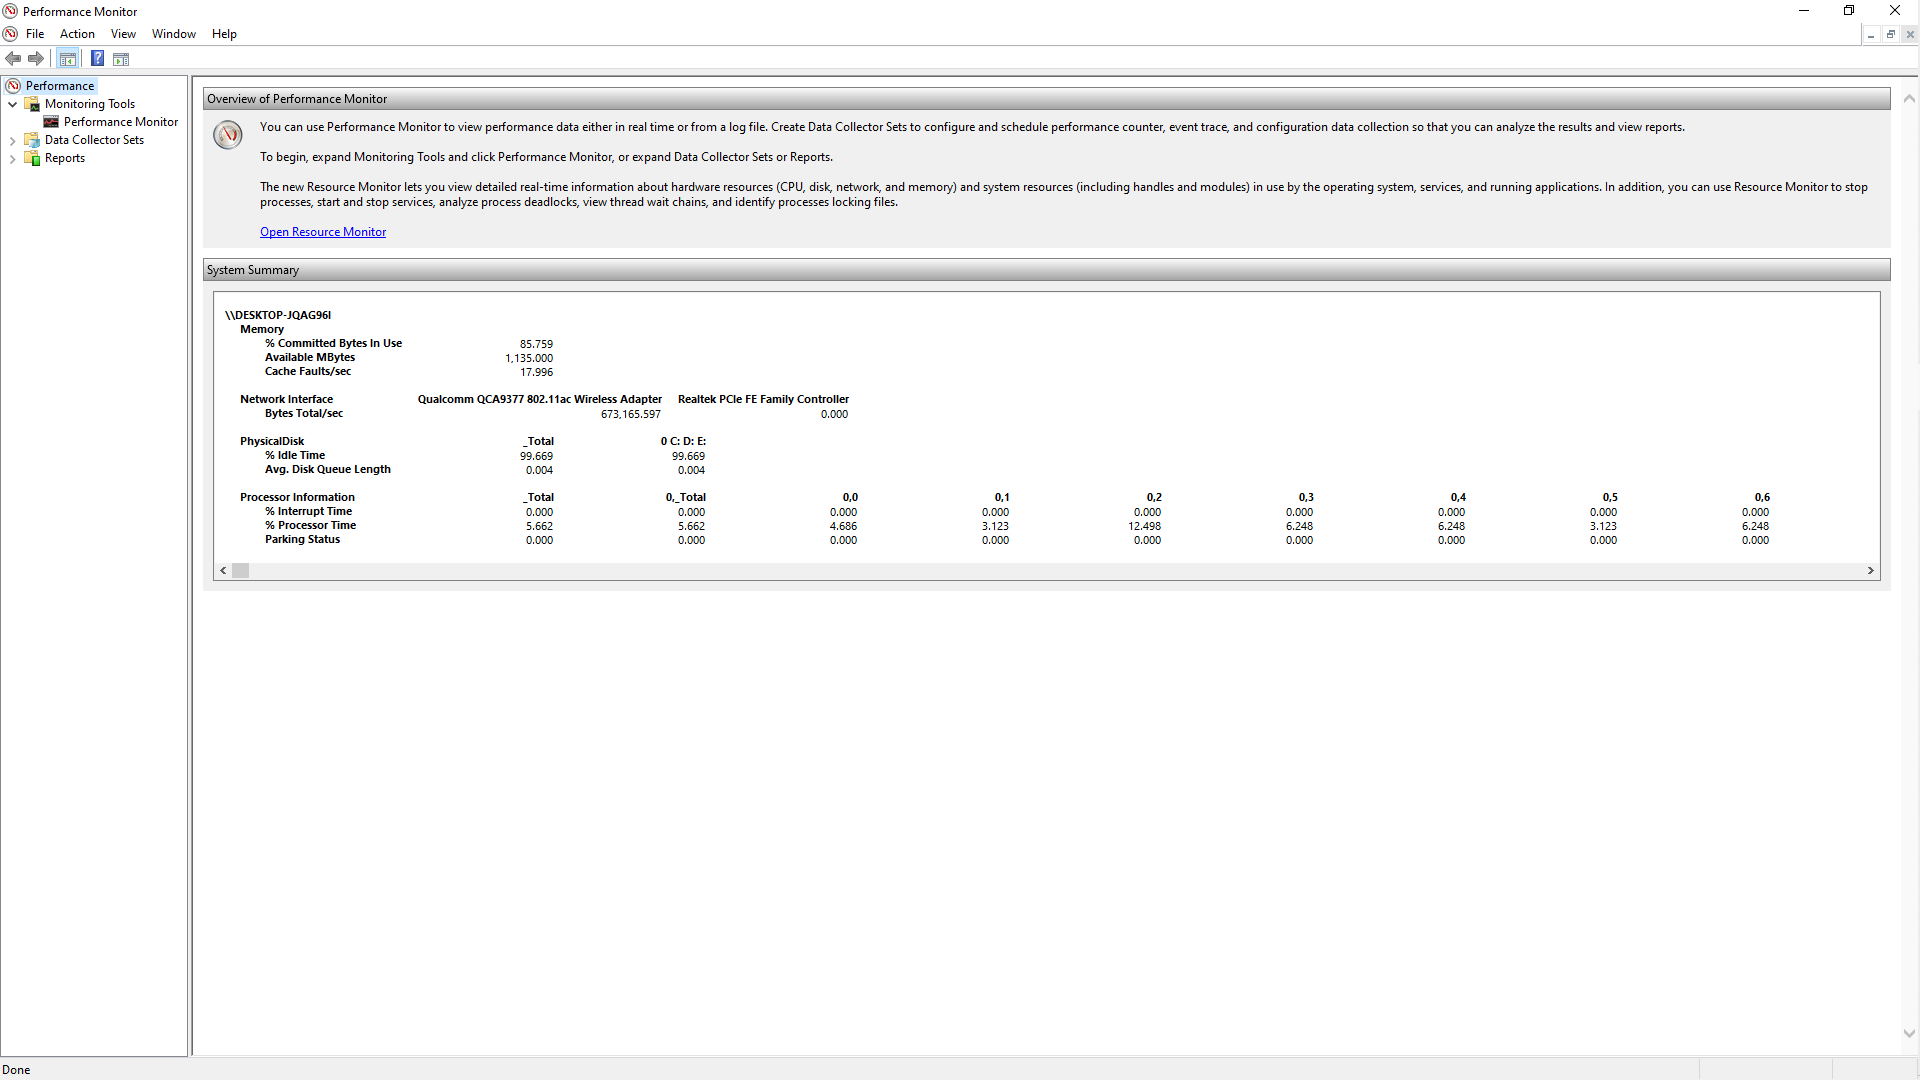 Performance Monitor
File Action View Window Help
Performance
Monitoring Tools
Performance Monitor
Data Collector Sets
Reports
Overview of Performance Monitor
You can use Performance Monitor to view performance data either in real time or from a log file. Create Data Collector Sets to configure and schedule performance counter, event trace, and configuration data collection so that you can analyze the results and view reports.
To begin, expand Monitoring Tools and click Performance Monitor, or expand Data Collector Sets or Reports.
The new Resource Monitor lets you view detailed real-time information about hardware resources (CPU, disk, network, and memory) and system resources (including handles and modules) in use by the operating system, services, and running applications. In addition, you can use Resource Monitor to stop
processes, start and stop services, analyze process deadlocks, view thread wait chains, and identify processes locking files.
Open Resource Monitor
System Summary
\\DESKTOP-JQAG96I
Memory
% Committed Bytes In Use 85.759
Available MBytes 1,135.000
Cache Faults/sec 17.996
Network Interface Qualcomm QCA9377 802.11ac Wireless Adapter Realtek PCIe FE Family Controller
Bytes Total/sec 673,165.597 0.000
PhysicalDisk _Total 0 C: D: E:
% Idle Time 99.669 99.669
Avg. Disk Queue Length 0.004 0.004
Processor Information _Total 0,_Total 0,0 0,1 0,2 0,3 0,4 0,5 0,6
% Interrupt Time 0.000 0.000 0.000 0.000 0.000 0.000 0.000 0.000 0.000
% Processor Time 5.662 5.662 4.686 3.123 12.498 6.248 6.248 3.123 6.248
Parking Status 0.000 0.000 0.000 0.000 0.000 0.000 0.000 0.000 0.000
Done